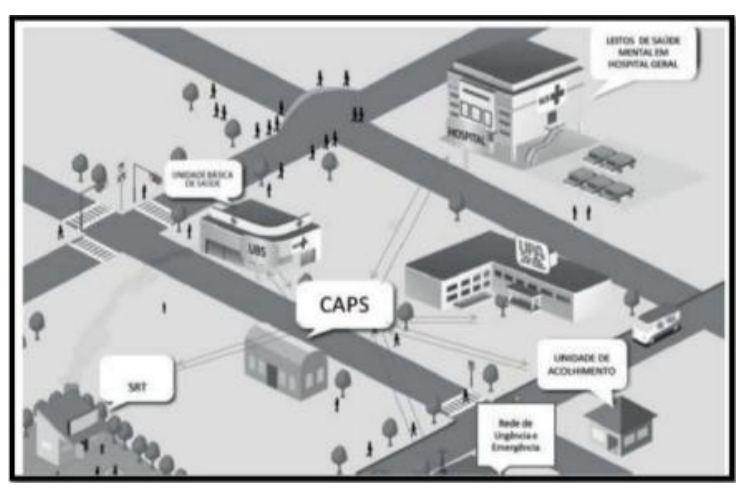 LEITOS DE SAÚDE
MENTAL EM
HOSPITAL GERAL
HOSPITAL
UNIDADE BÁSICA
DE SAÚDE
UBS
UPA
CAPS
SRT
UNIDADE DE
ACOLHIMENTO
Rede de
Urgência e
Emergência